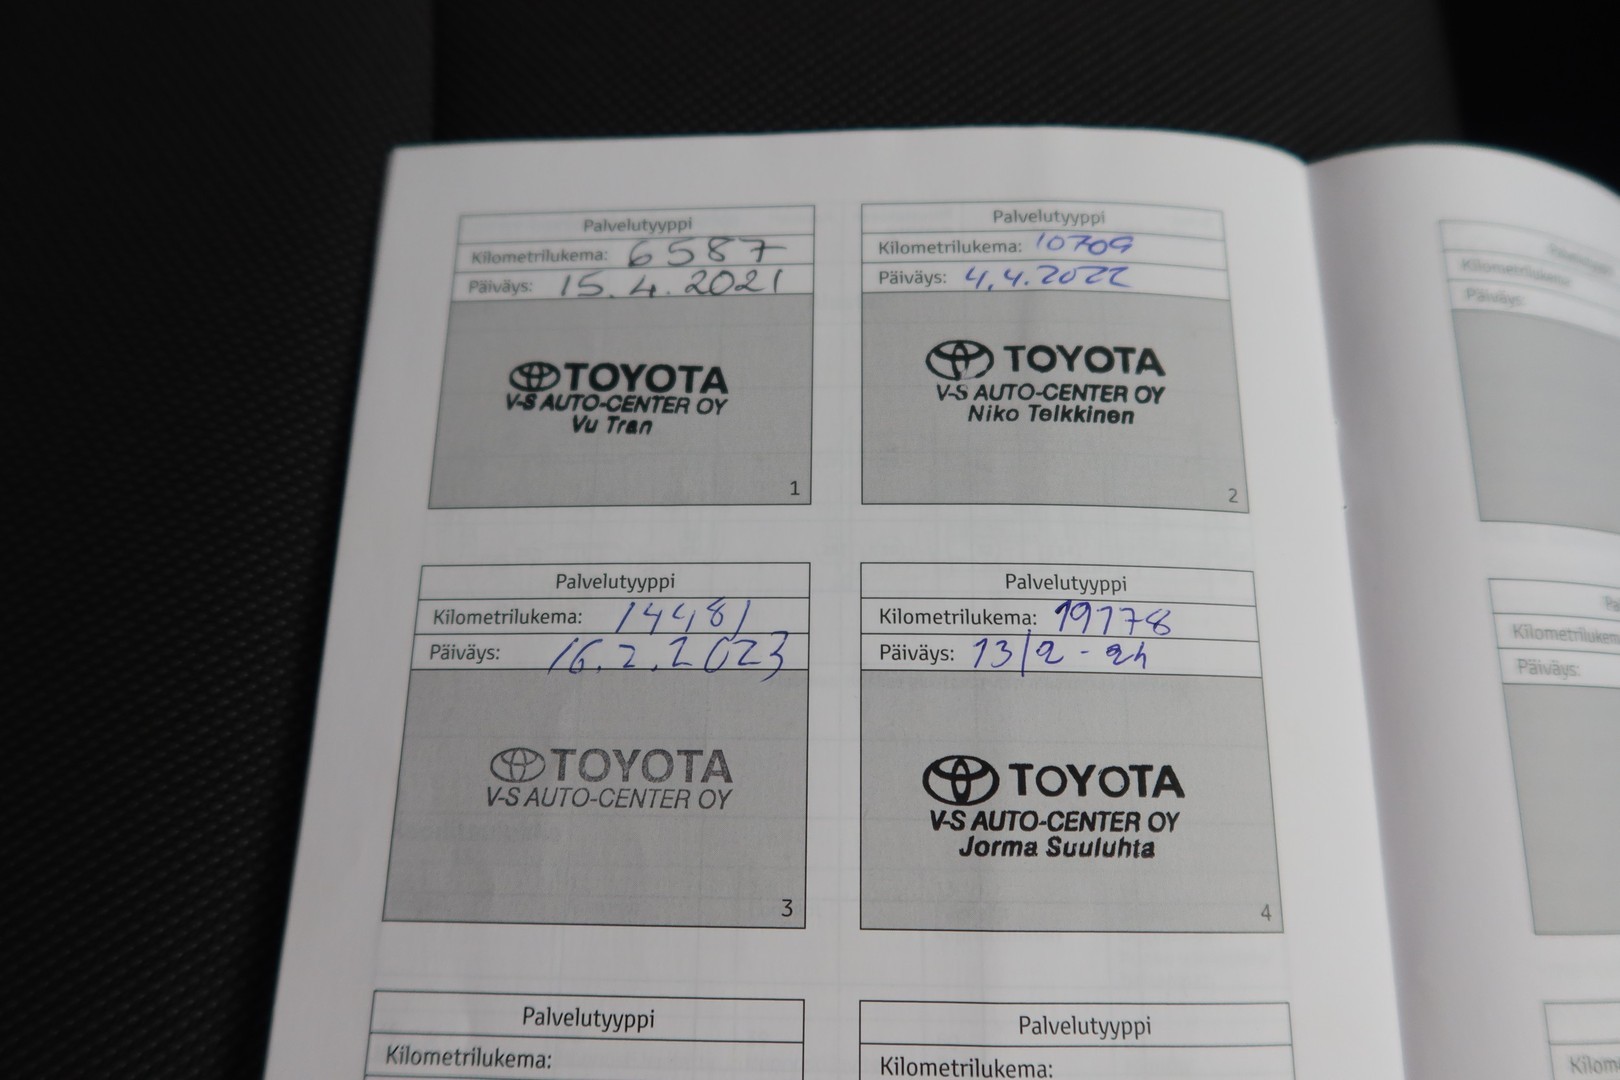 Palvelutyyppi
Kilometrilukema: 6587
Päiväys: 15.4.2021
TOYOTA
V-S AUTO-CENTER OY
Vu Tran
1
Palvelutyyppi
Kilometrilukema: 10709
Päiväys: 4.4.2022
TOYOTA
V-S AUTO-CENTER OY
Niko Telkkinen
2
Palvelutyyppi
Kilometrilukema: 14481
Päiväys: 16.2.2023
TOYOTA
V-S AUTO-CENTER OY
3
Palvelutyyppi
Kilometrilukema: 19778
Päiväys: 13/2-24
TOYOTA
V-S AUTO-CENTER OY
Jorma Suuluhta
4
Palvelutyyppi
Kilometrilukema:
Palvelutyyppi
Kilometrilukema:
Kilometrilukema
Päiväys:
Kilometrilukem
Päiväys:
Kilom